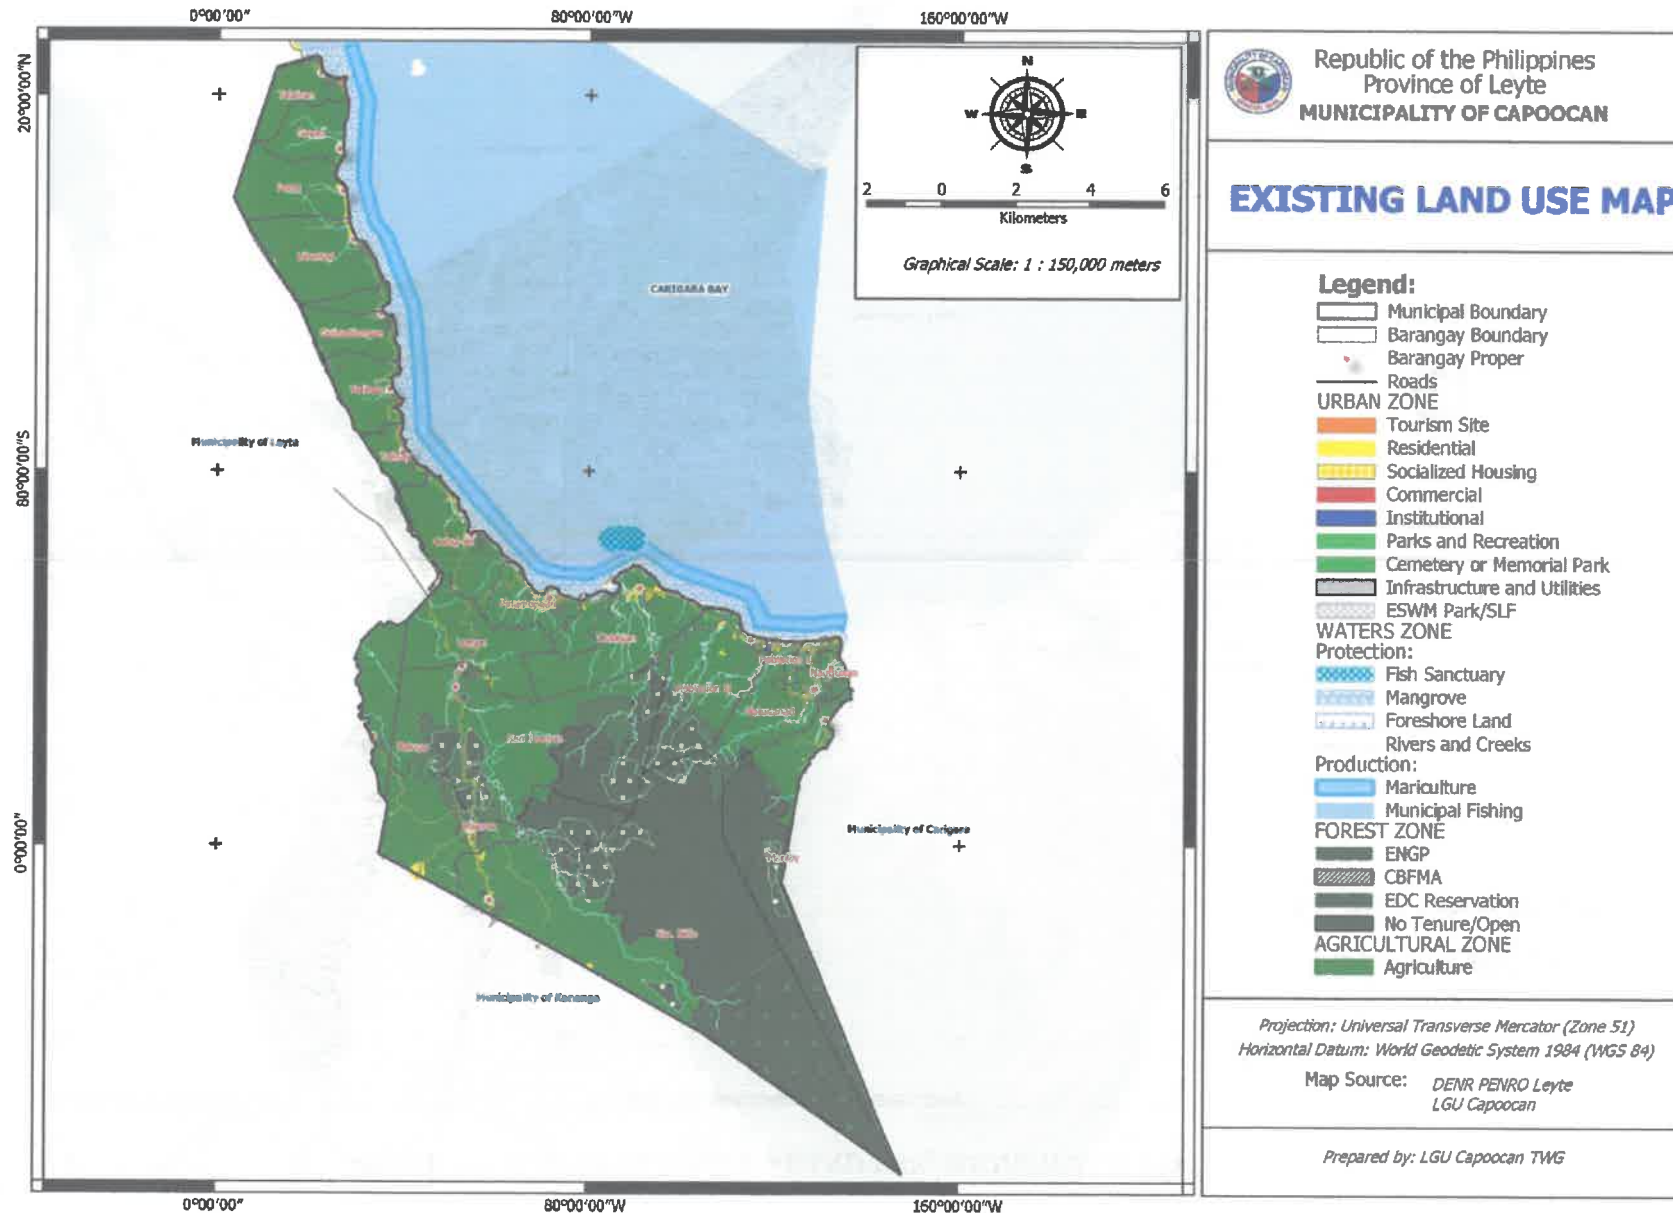 0°00'00" 80°00'00"W 160°00'00"W
20°00'00"N
80°00'00"S
0°00'00"
0°00'00" 80°00'00"W 160°00'00"W
N
W E
S
2 0 2 4 6
Kilometers
Graphical Scale: 1 : 150,000 meters
CARIGARA BAY
Municipality of Leyte
Municipality of Carigara
Municipality of Kananga
Republic of the Philippines
Province of Leyte
MUNICIPALITY OF CAPOOCAN
EXISTING LAND USE MAP
Legend:
Municipal Boundary
Barangay Boundary
Barangay Proper
Roads
URBAN ZONE
Tourism Site
Residential
Socialized Housing
Commercial
Institutional
Parks and Recreation
Cemetery or Memorial Park
Infrastructure and Utilities
ESWM Park/SLF
WATERS ZONE
Protection:
Fish Sanctuary
Mangrove
Foreshore Land
Rivers and Creeks
Production:
Mariculture
Municipal Fishing
FOREST ZONE
ENGP
CBFMA
EDC Reservation
No Tenure/Open
AGRICULTURAL ZONE
Agriculture
Projection: Universal Transverse Mercator (Zone 51)
Horizontal Datum: World Geodetic System 1984 (WGS 84)
Map Source: DENR PENRO Leyte
LGU Capoocan
Prepared by: LGU Capoocan TWG